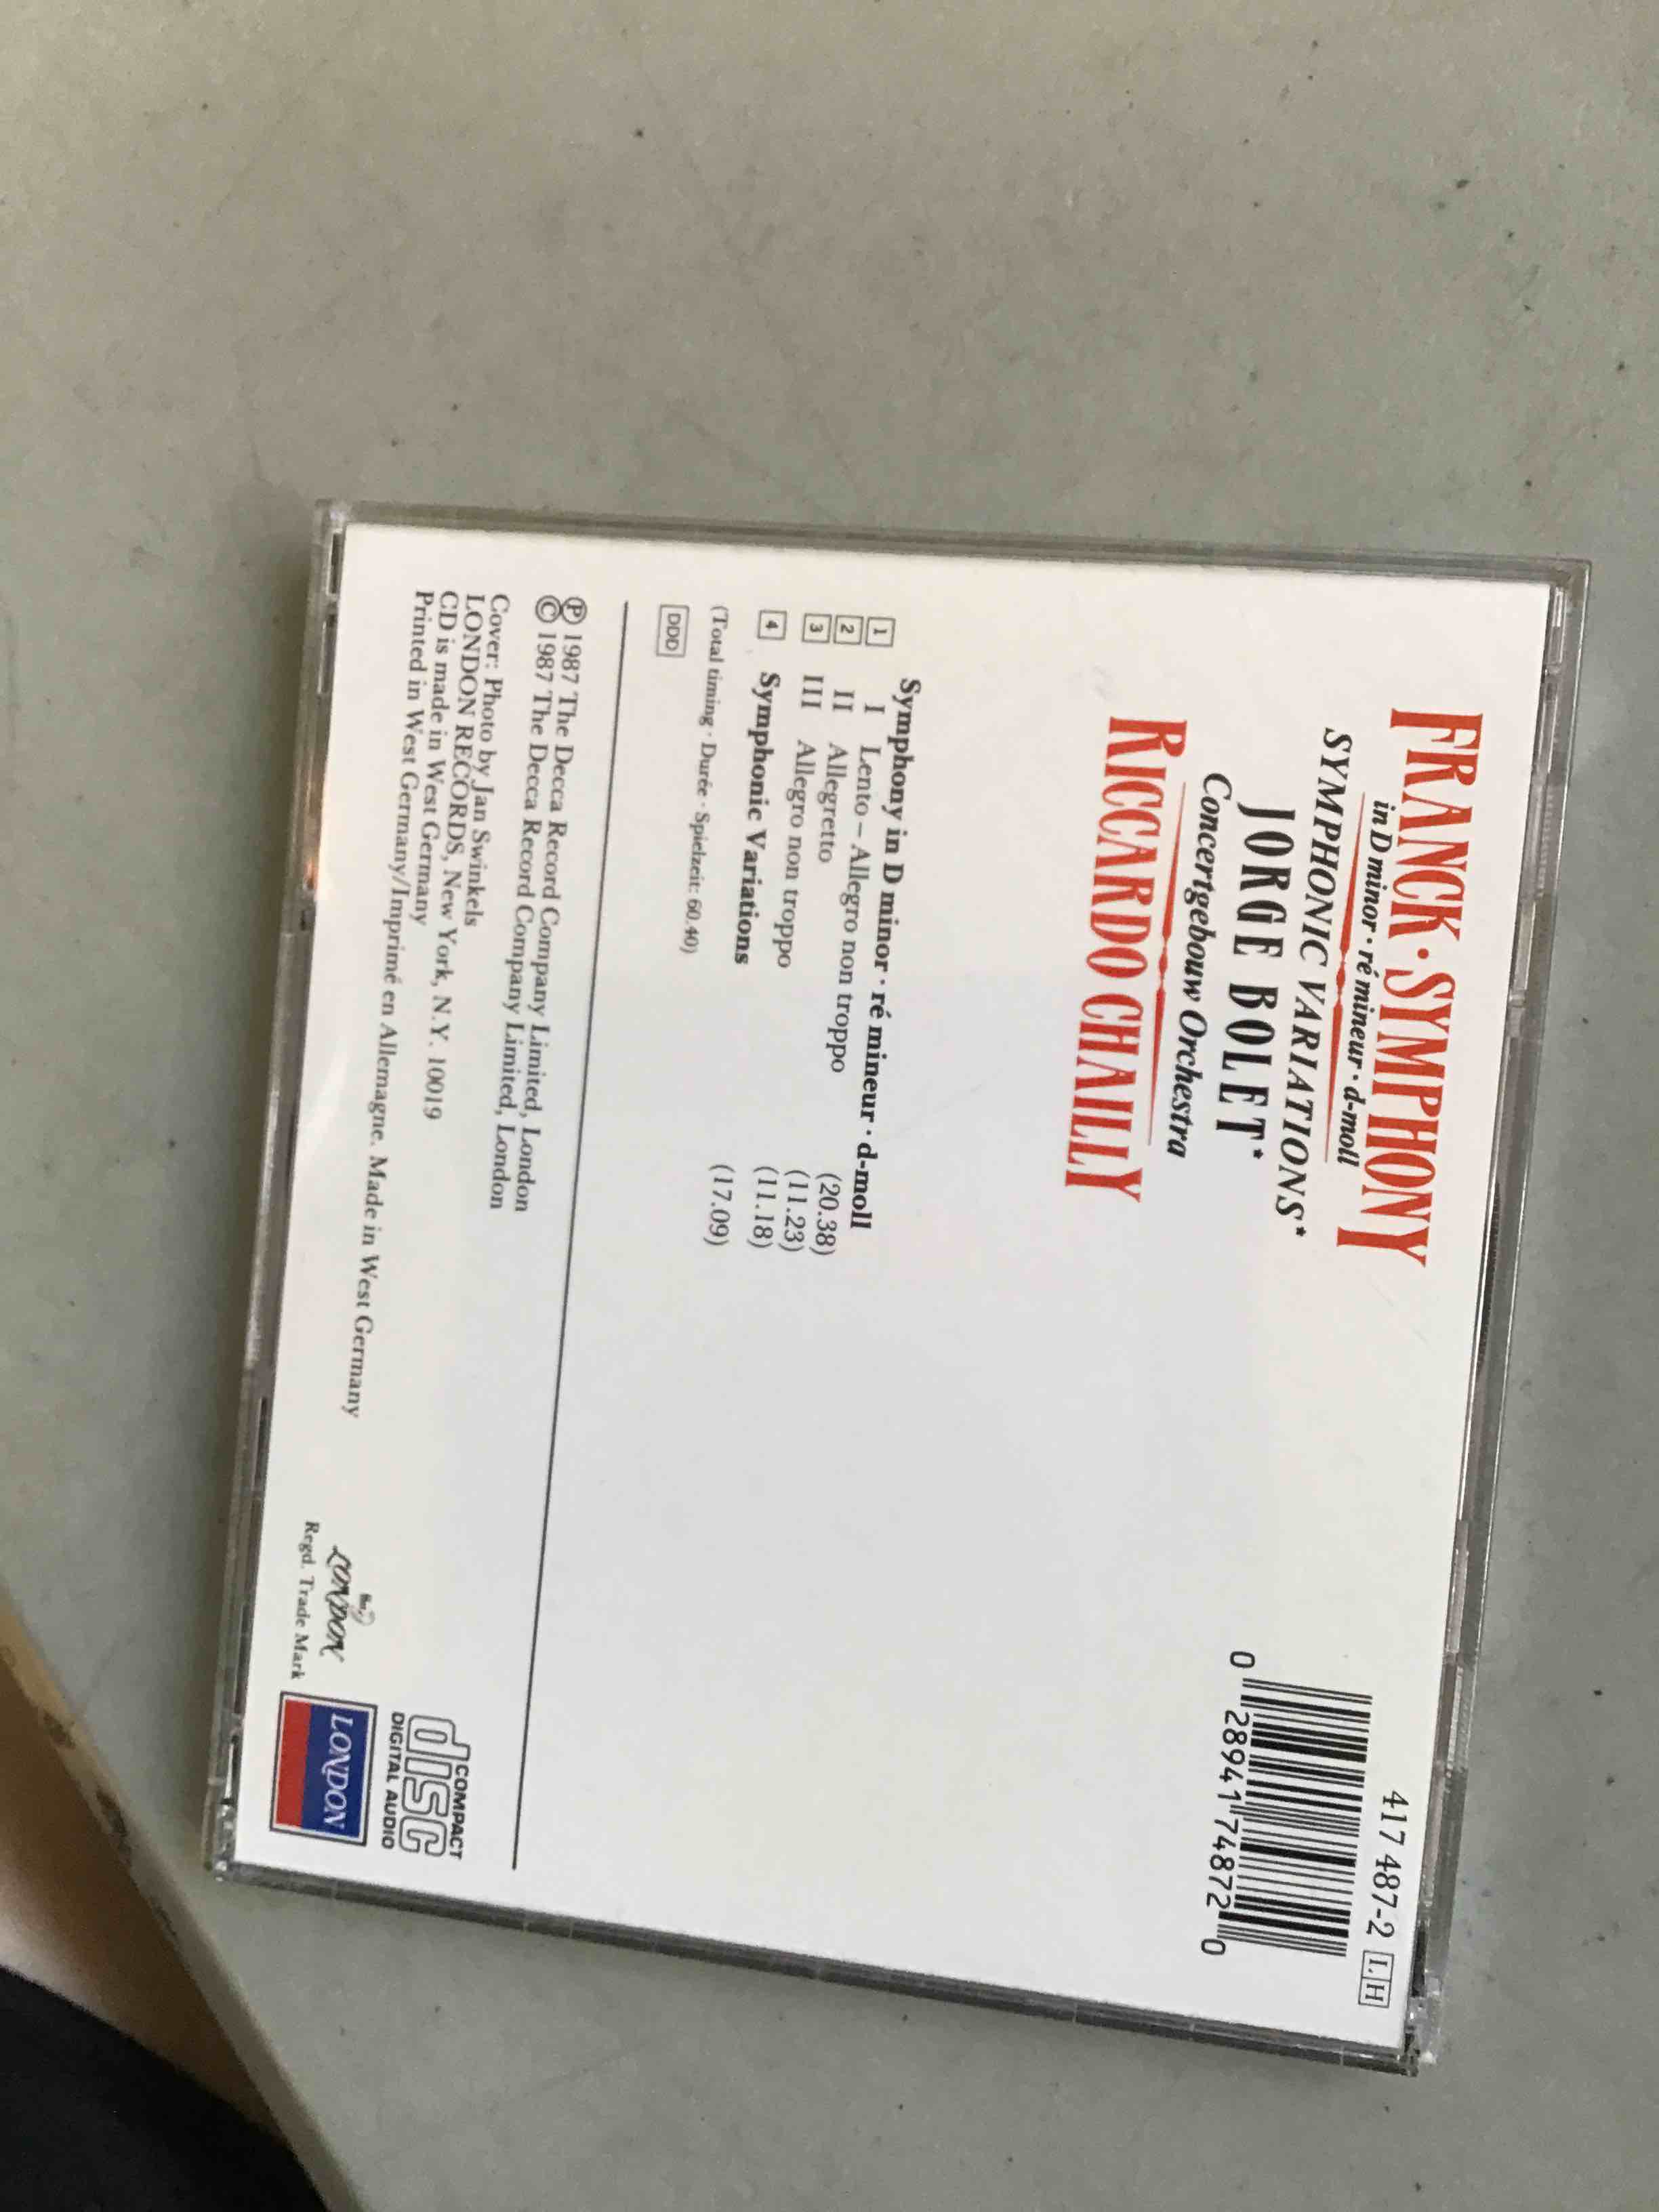 FRANCK · SYMPHONY
in D minor · ré mineur · d-moll
SYMPHONIC VARIATIONS*
JORGE BOLET*
Concertgebouw Orchestra
RICCARDO CHAILLY
417 487-2 LH
0 28941 74872 0
Symphony in D minor · ré mineur · d-moll
1 I Lento – Allegro non troppo (20.38)
2 II Allegretto (11.23)
3 III Allegro non troppo (11.18)
4 Symphonic Variations (17.09)
(Total timing · Durée · Spielzeit: 60.40)
DDD
Ⓟ 1987 The Decca Record Company Limited, London
© 1987 The Decca Record Company Limited, London
Cover: Photo by Jan Swinkels
LONDON RECORDS, New York, N.Y. 10019
CD is made in West Germany
Printed in West Germany/Imprimé en Allemagne. Made in West Germany
LONDON
Regd. Trade Mark
COMPACT
disc
DIGITAL AUDIO
LONDON